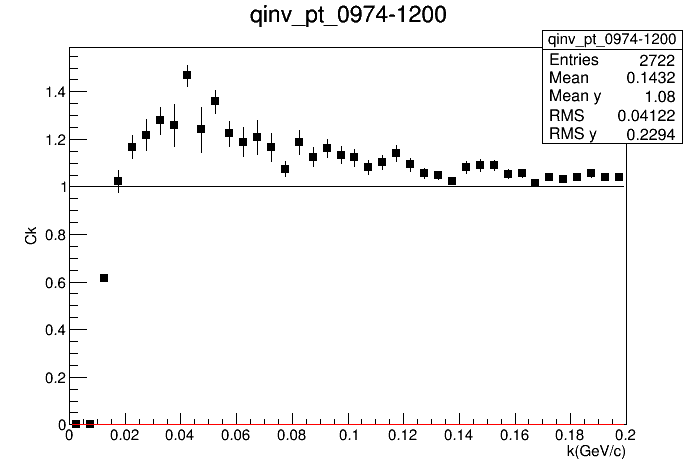 qinv_pt_0974-1200
qinv_pt_0974-1200
Entries 2722
Mean 0.1432
Mean y 1.08
RMS 0.04122
RMS y 0.2294
1.4
1.2
1
0.8
0.6
0.4
0.2
0
Ck
0 0.02 0.04 0.06 0.08 0.1 0.12 0.14 0.16 0.18 0.2
k(GeV/c)